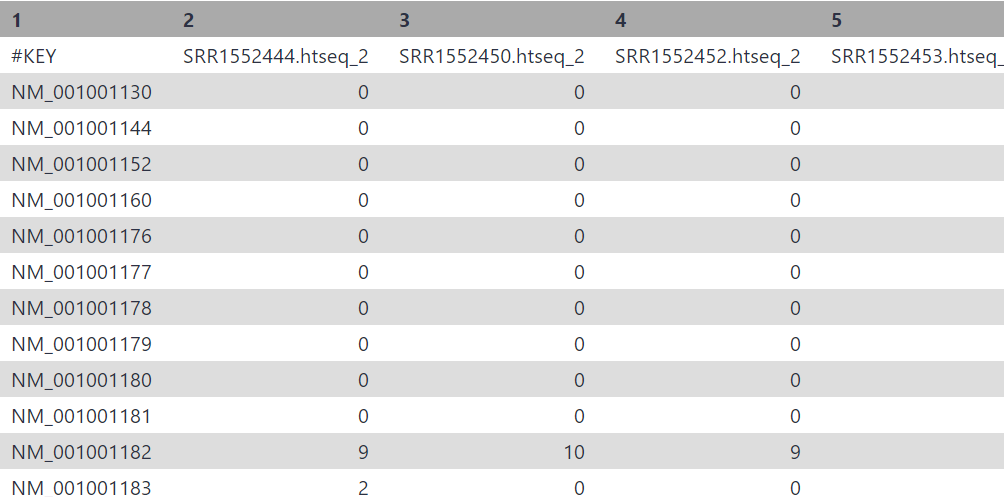 1 2 3 4 5
#KEY SRR1552444.htseq_2 SRR1552450.htseq_2 SRR1552452.htseq_2 SRR1552453.htseq_
NM_001001130 0 0 0
NM_001001144 0 0 0
NM_001001152 0 0 0
NM_001001160 0 0 0
NM_001001176 0 0 0
NM_001001177 0 0 0
NM_001001178 0 0 0
NM_001001179 0 0 0
NM_001001180 0 0 0
NM_001001181 0 0 0
NM_001001182 9 10 9
NM_001001183 2 0 0